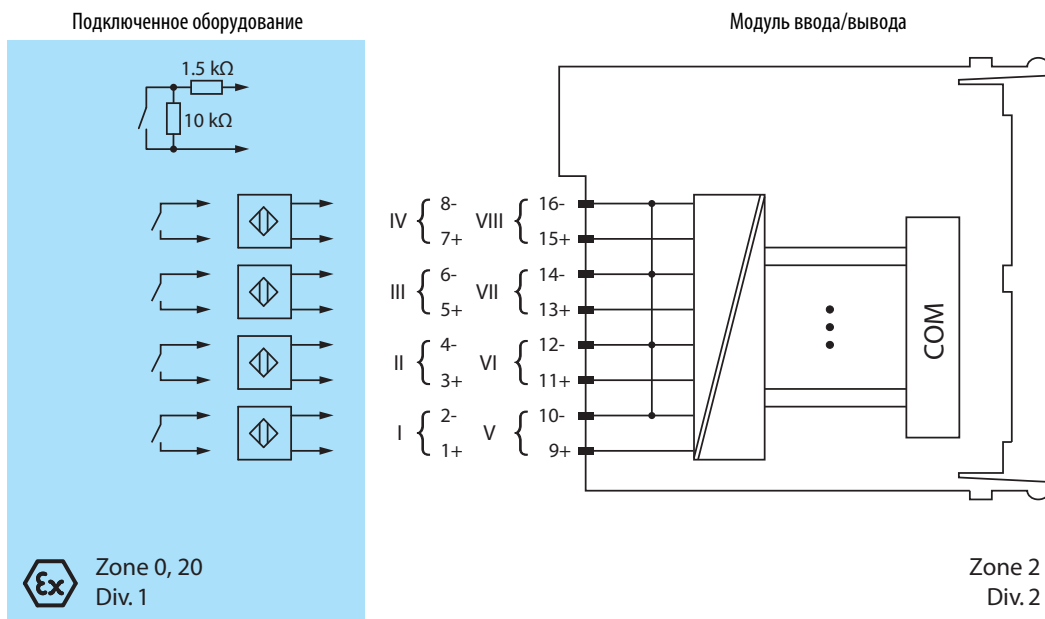 Подключенное оборудование
Модуль ввода/вывода
1.5 kΩ
10 kΩ
IV { 8- VIII { 16-
7+ 15+
III { 6- VII { 14-
5+ 13+
II { 4- VI { 12-
3+ 11+
I { 2- V { 10-
1+ 9+
COM
Ex Zone 0, 20
Div. 1
Zone 2
Div. 2